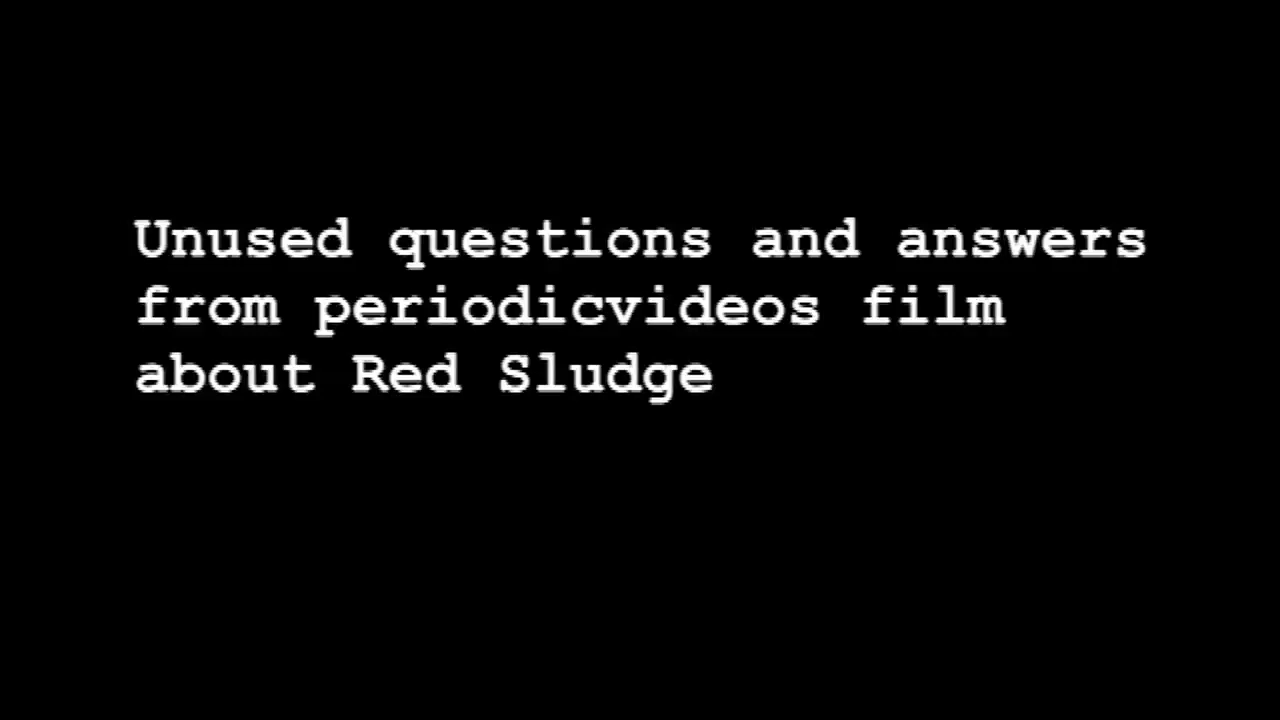 Unused questions and answers
from periodicvideos film
about Red Sludge